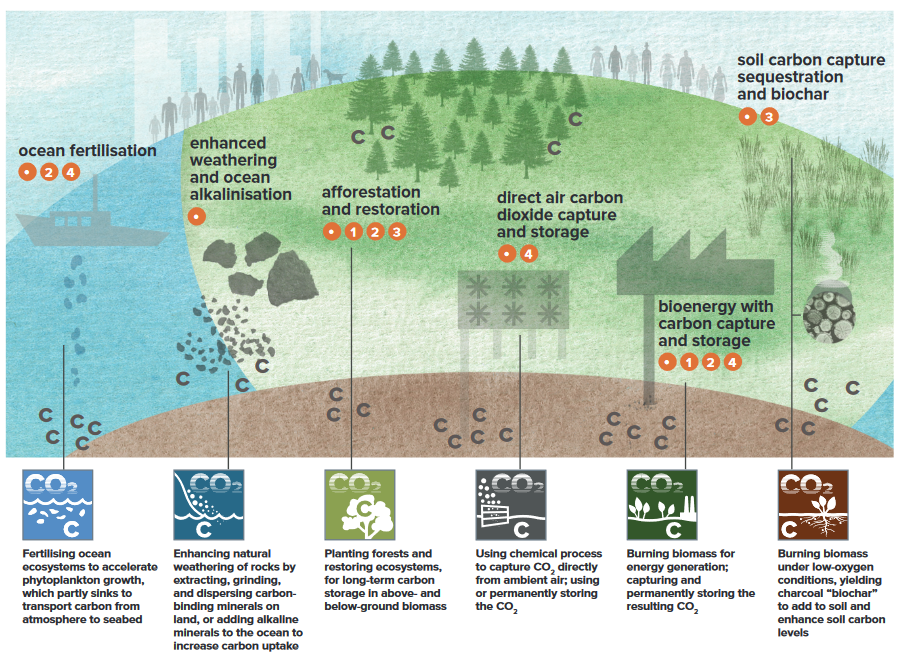 soil carbon capture
sequestration
and biochar
• 3
ocean fertilisation
• 2 4
enhanced
weathering
and ocean
alkalinisation
•
afforestation
and restoration
• 1 2 3
direct air carbon
dioxide capture
and storage
• 4
bioenergy with
carbon capture
and storage
• 1 2 4
C C C C
C C C
C C C C C
C C C
C C C C C
C C C C
C C C C C
CO₂ C
Fertilising ocean
ecosystems to accelerate
phytoplankton growth,
which partly sinks to
transport carbon from
atmosphere to seabed
CO₂ C
Enhancing natural
weathering of rocks by
extracting, grinding,
and dispersing carbon-
binding minerals on
land, or adding alkaline
minerals to the ocean to
increase carbon uptake
CO₂ C
Planting forests and
restoring ecosystems,
for long-term carbon
storage in above- and
below-ground biomass
CO₂ C
Using chemical process
to capture CO₂ directly
from ambient air; using
or permanently storing
the CO₂
CO₂ C
Burning biomass for
energy generation;
capturing and
permanently storing the
resulting CO₂
CO₂ C
Burning biomass
under low-oxygen
conditions, yielding
charcoal “biochar”
to add to soil and
enhance soil carbon
levels